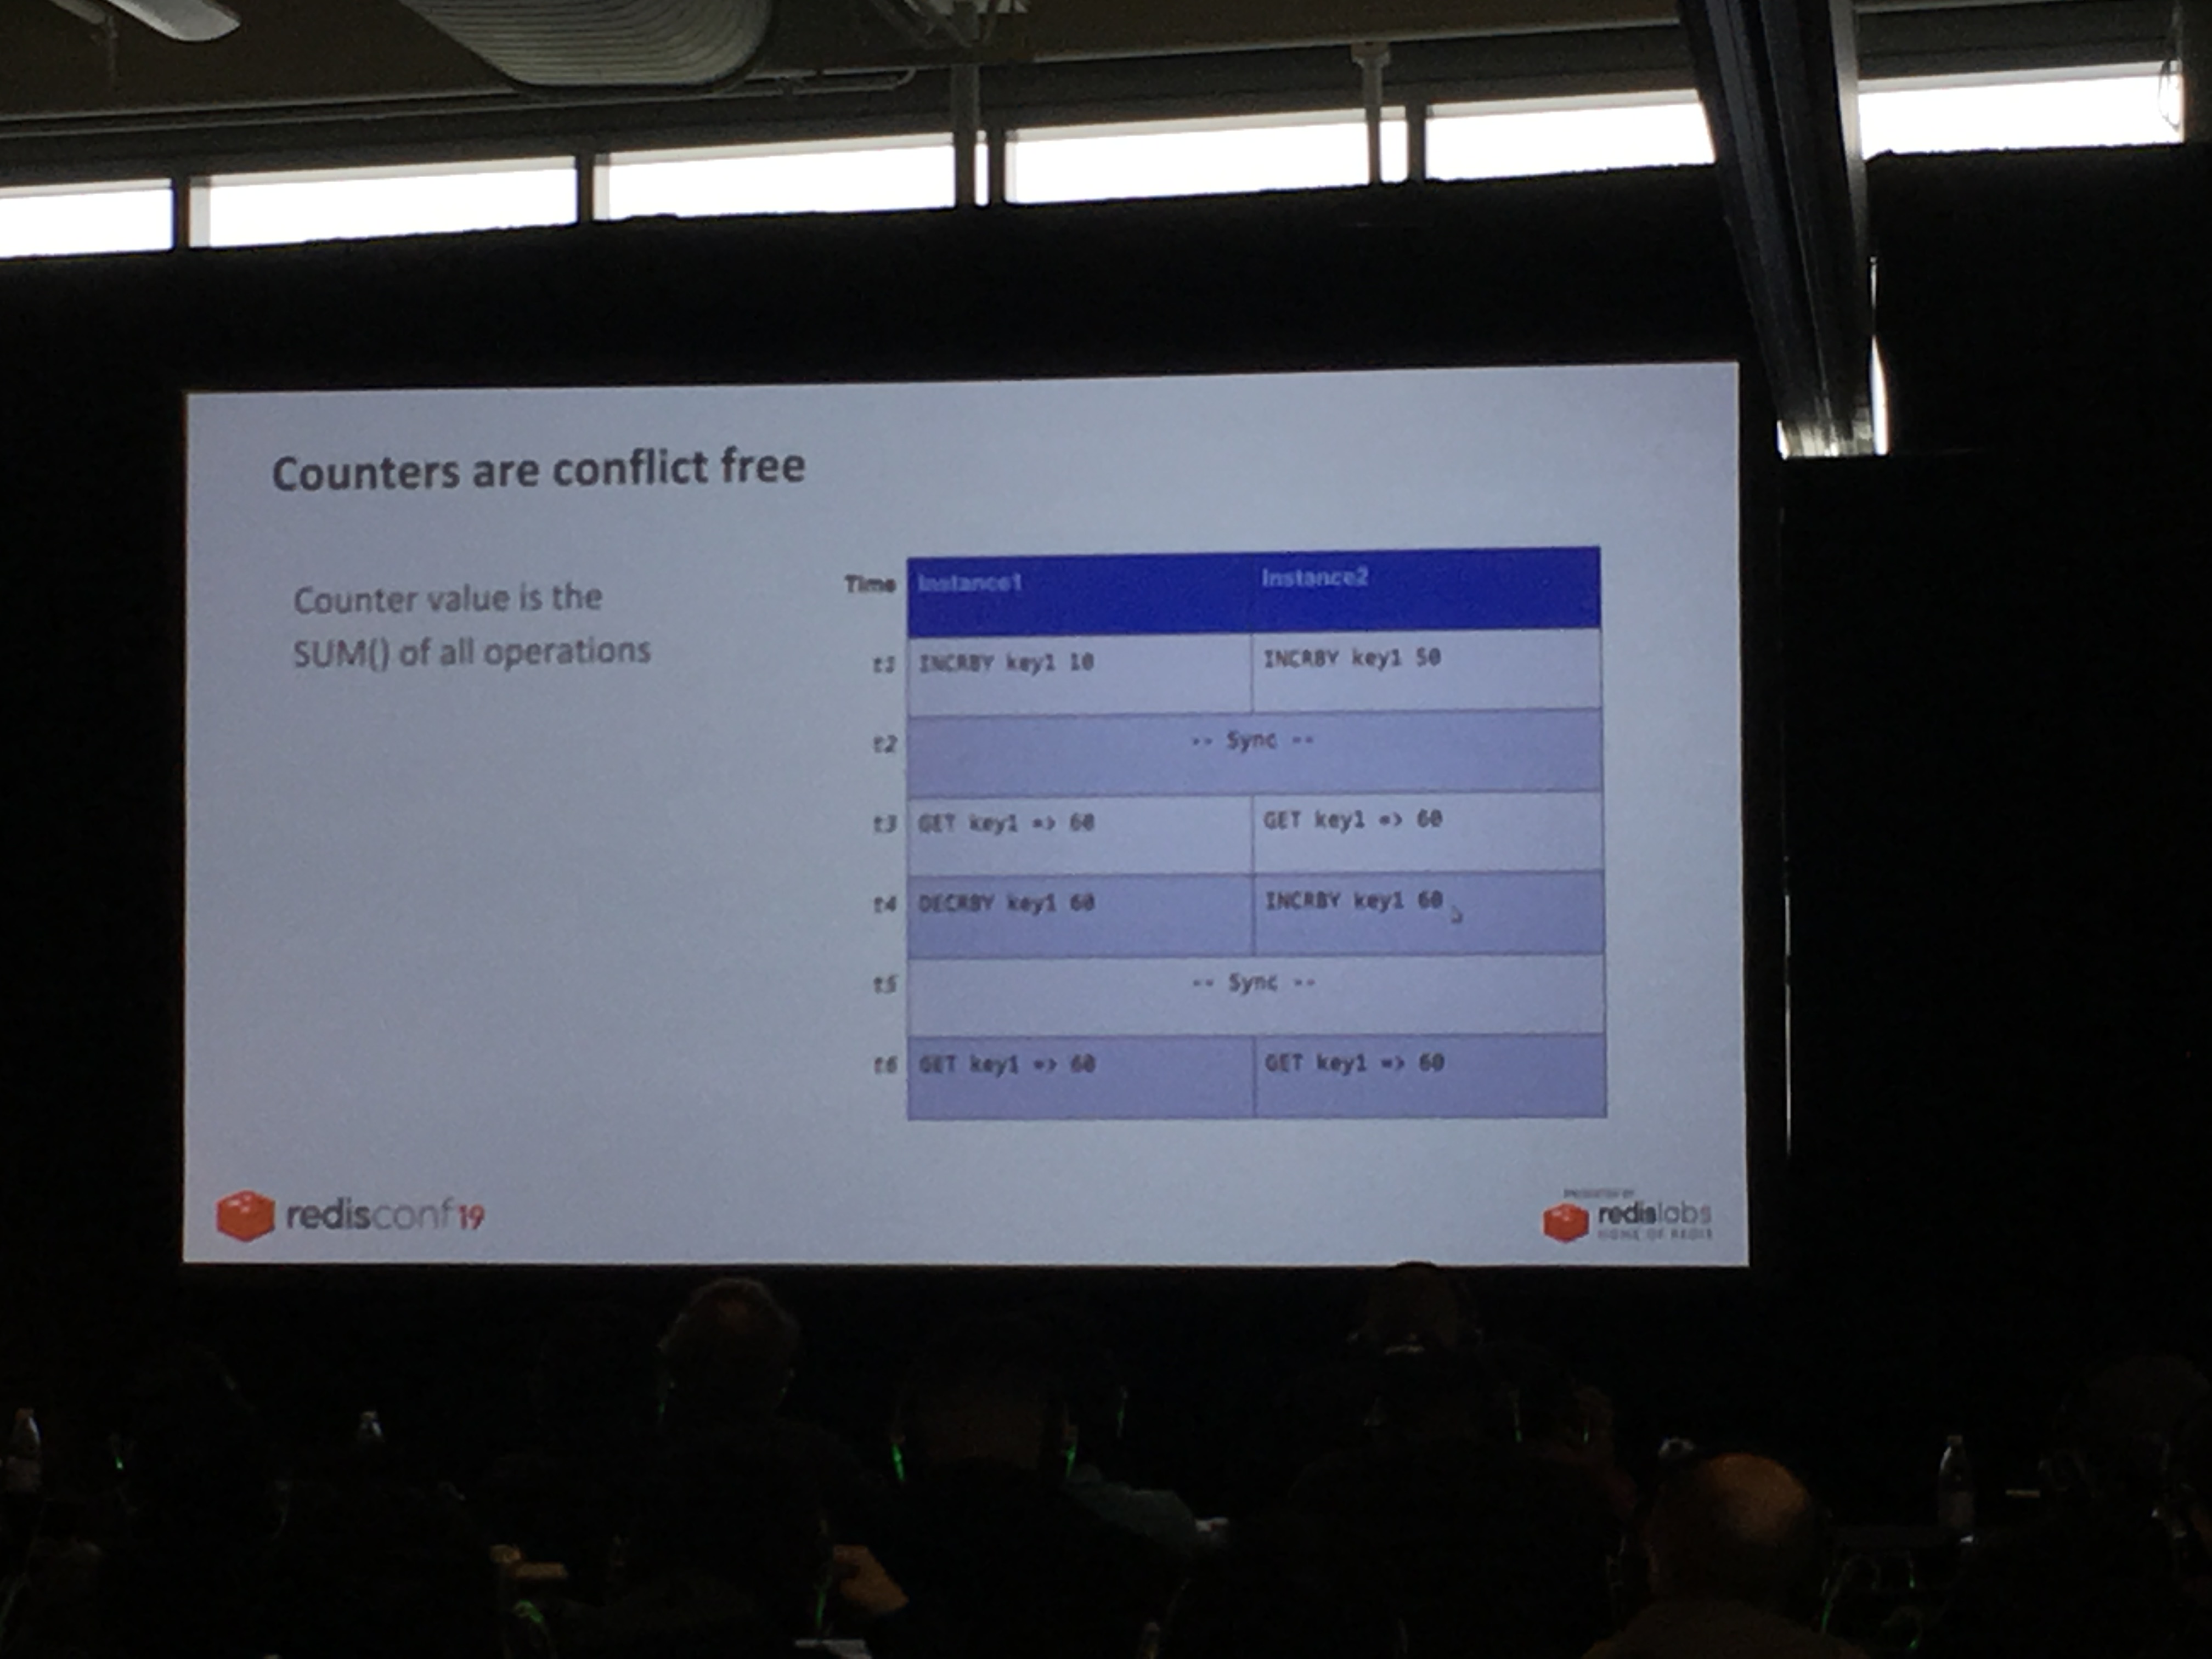 Counters are conflict free
Counter value is the
SUM() of all operations
Time Instance1 Instance2
t1 INCRBY key1 10 INCRBY key1 50
t2 -- Sync --
t3 GET key1 => 60 GET key1 => 60
t4 DECRBY key1 60 INCRBY key1 60
t5 -- Sync --
t6 GET key1 => 60 GET key1 => 60
redisconf19
PRESENTED BY
redislabs
HOME OF REDIS